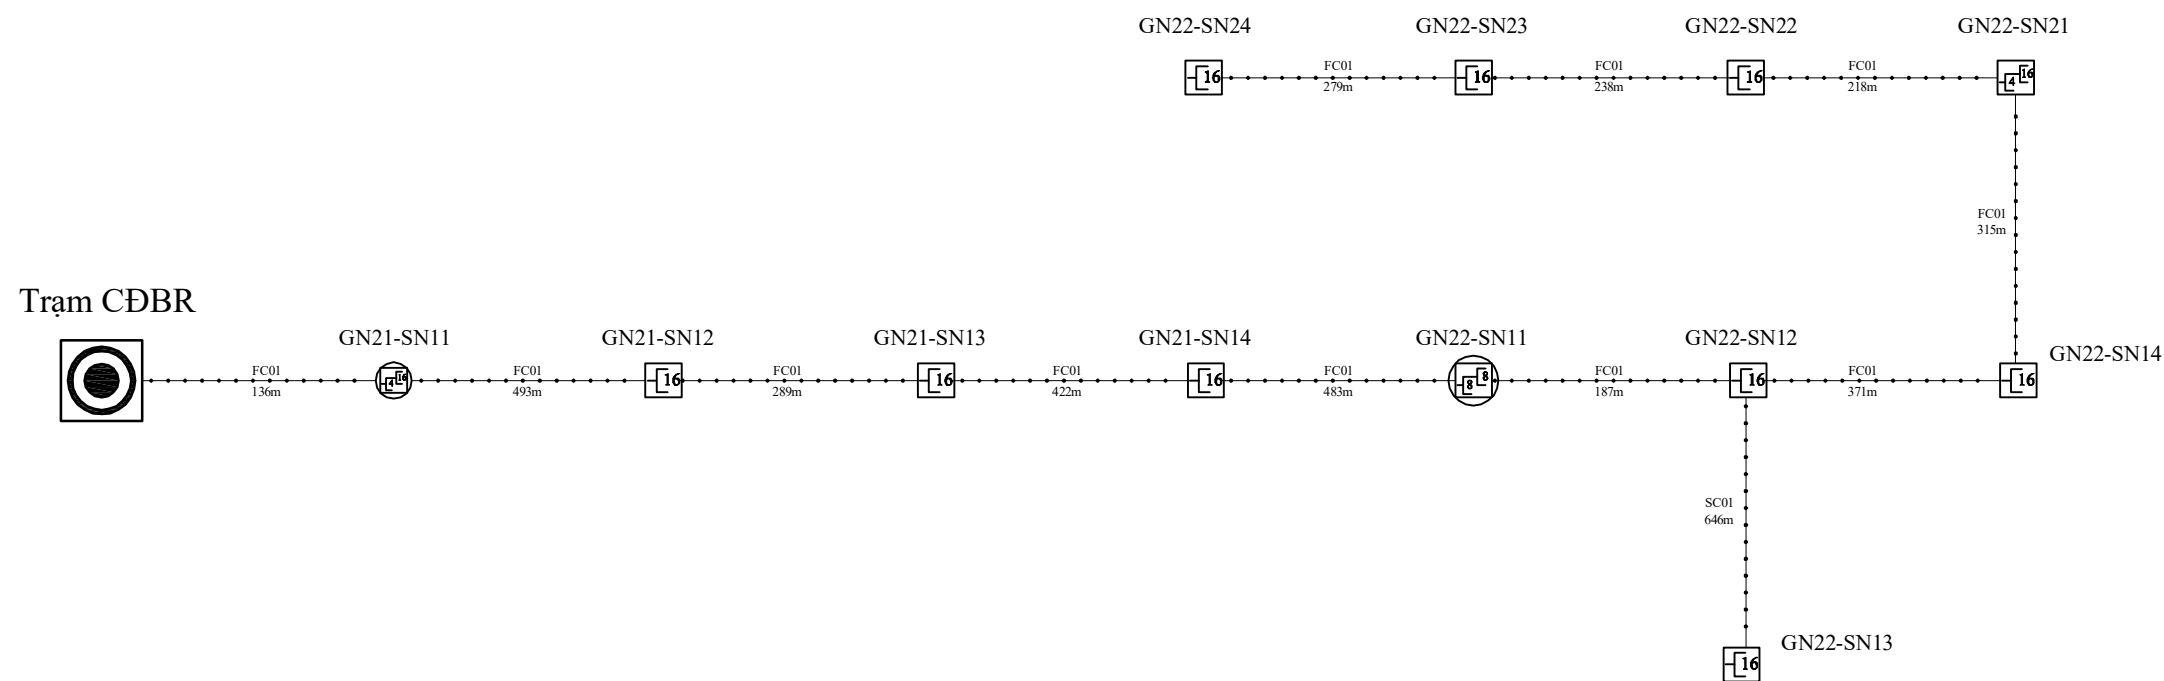 GN22-SN24 GN22-SN23 GN22-SN22 GN22-SN21
16 FC01 16 FC01 16 FC01 4 16
279m 238m 218m
FC01
315m
Trạm CĐBR
GN21-SN11 GN21-SN12 GN21-SN13 GN21-SN14 GN22-SN11 GN22-SN12 GN22-SN14
FC01 4 16 FC01 16 FC01 16 FC01 16 FC01 8 8 FC01 16 FC01 16
136m 493m 289m 422m 483m 187m 371m
SC01
646m
GN22-SN13
16